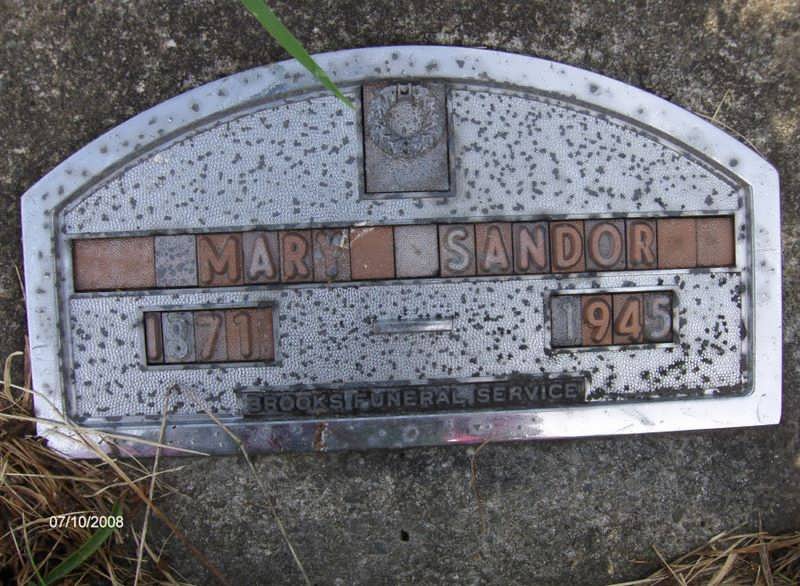 MARY SANDOR
1871 1945
BROOKS FUNERAL SERVICE
07/10/2008